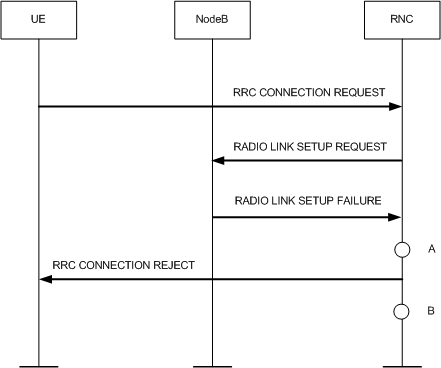 UE
NodeB
RNC
RRC CONNECTION REQUEST
RADIO LINK SETUP REQUEST
RADIO LINK SETUP FAILURE
A
RRC CONNECTION REJECT
B